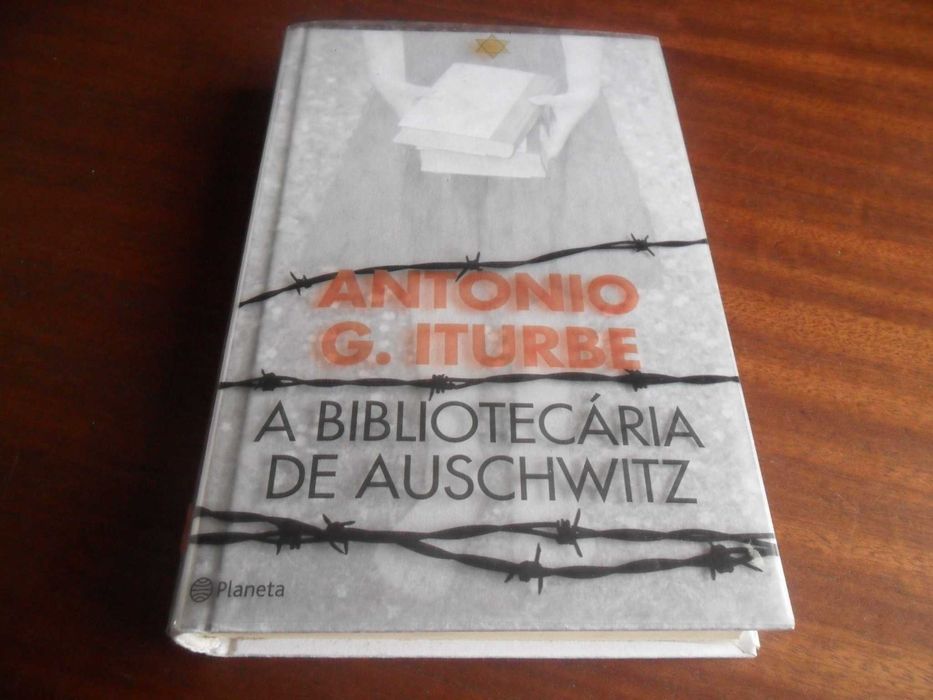 ANTONIO
G. ITURBE
A BIBLIOTECÁRIA
DE AUSCHWITZ
Planeta